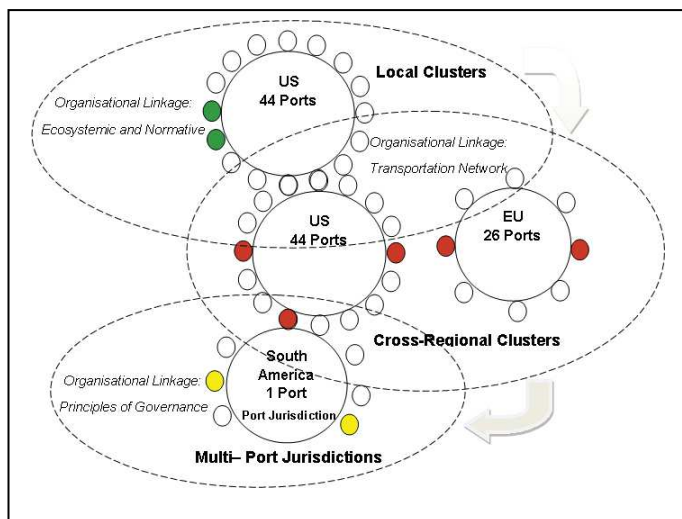 US
44 Ports
Local Clusters
Organisational Linkage:
Ecosystemic and Normative
Organisational Linkage:
Transportation Network
US
44 Ports
EU
26 Ports
Cross-Regional Clusters
South
America
1 Port
Port Jurisdiction
Organisational Linkage:
Principles of Governance
Multi– Port Jurisdictions